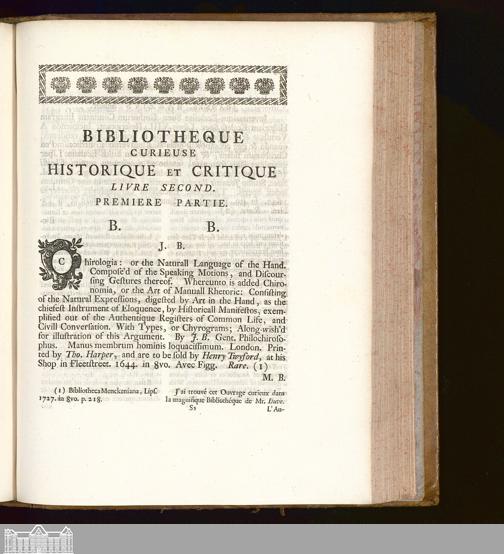 BIBLIOTHEQUE
CURIEUSE
HISTORIQUE ET CRITIQUE
LIVRE SECOND.
PREMIERE PARTIE.
B. B.
J. B.
Chirologia: or the Naturall Language of the Hand.
Compose'd of the Speaking Motions, and Discour-
sing Gestures thereof. Whereunto is added Chiro-
nomia, or the Art of Manuall Rhetoric: Consisting
of the Natural Expressions, digested by Art in the Hand, as the
chiefest Instrument of Eloquence, by Historicall Manifestos, exem-
plified out of the Authentique Registers of Common Life, and
Civill Conversation. With Types, or Chyrograms; Along-wish'd
for illustration of this Argument. By J. B. Gent. Philochiroso-
phus. Manus membrum hominis loquacissimum. London. Prin-
ted by Tho. Harper, and are to be sold by Henry Twyford, at his
Shop in Fleetstreet. 1644. in 8vo. Avec Figg. Rare. (1)
M. B.
(1) Bibliotheca Menckeniana, Lips.
1727. in 8vo. p. 218.
J'ai trouvé cet Ouvrage curieux dans
la magnifique Bibliothéque de Mr. Duve.
S2
L'Au-